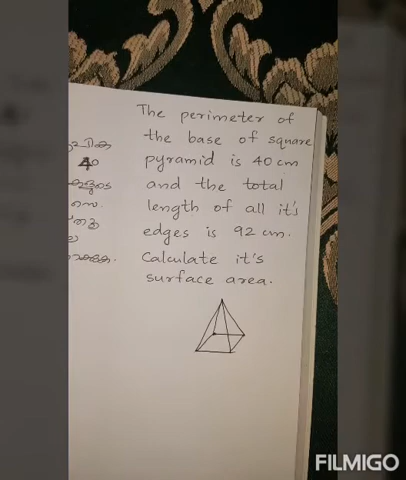 The perimeter of
the base of square
pyramid is 40 cm
and the total
length of all it's
edges is 92 cm.
Calculate it's
surface area.
40
FILMIGO